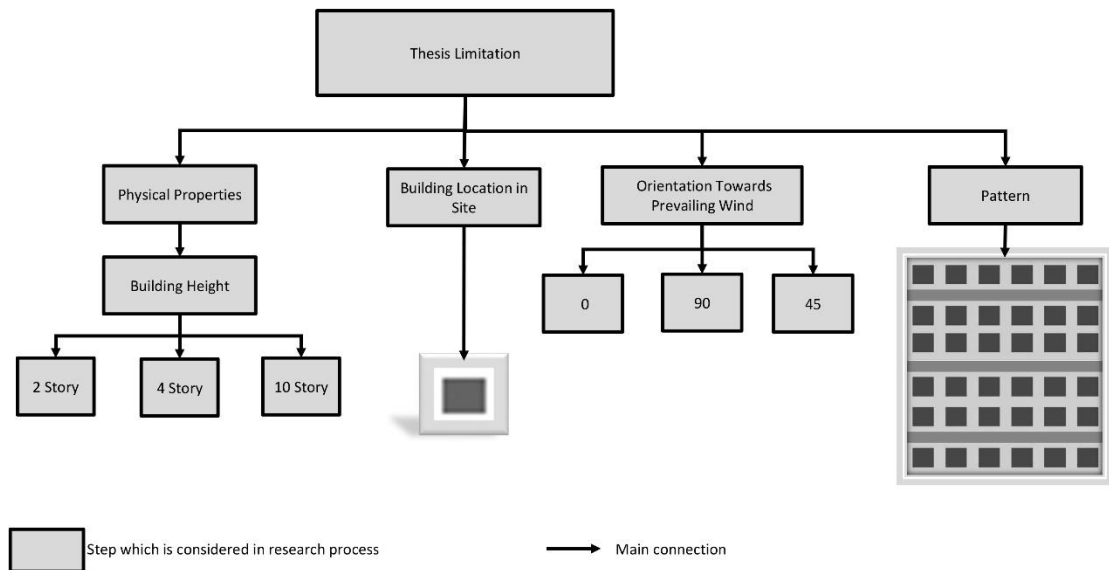 Thesis Limitation
Physical Properties
Building Location in
Site
Orientation Towards
Prevailing Wind
Pattern
Building Height
0
90
45
2 Story
4 Story
10 Story
Step which is considered in research process
Main connection